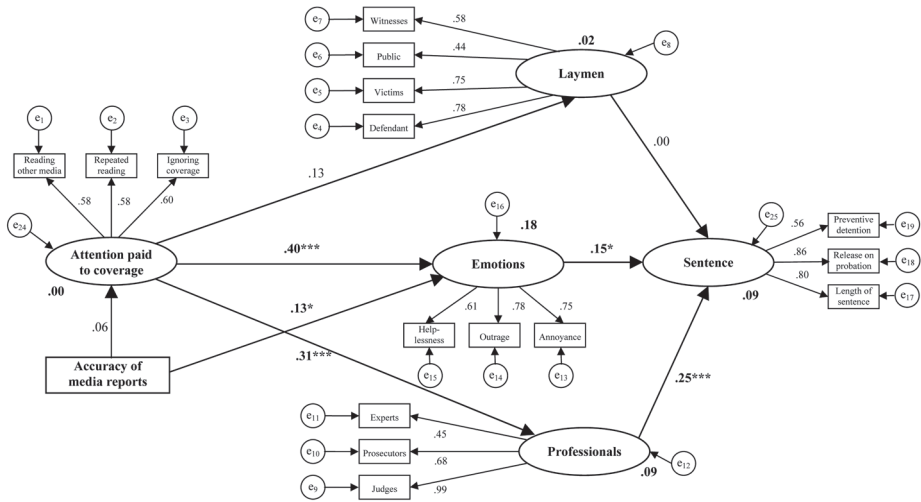 e7
Witnesses
.58
.02
e8
e6
Public
.44
Laymen
e5
Victims
.75
e4
Defendant
.78
e1
e2
e3
Reading
other media
Repeated
reading
Ignoring
coverage
.58
.58
.60
.13
.00
e24
Attention paid
to coverage
.00
.40***
e16
.18
Emotions
.15*
e25
Sentence
.09
.56
Preventive
detention
e19
.86
Release on
probation
e18
.80
Length of
sentence
e17
.06
.13*
.61
.78
.75
Help-
lessness
Outrage
Annoyance
e15
e14
e13
Accuracy of
media reports
.31***
.25***
e11
Experts
.45
e10
Prosecutors
.68
Professionals
e12
.09
e9
Judges
.99